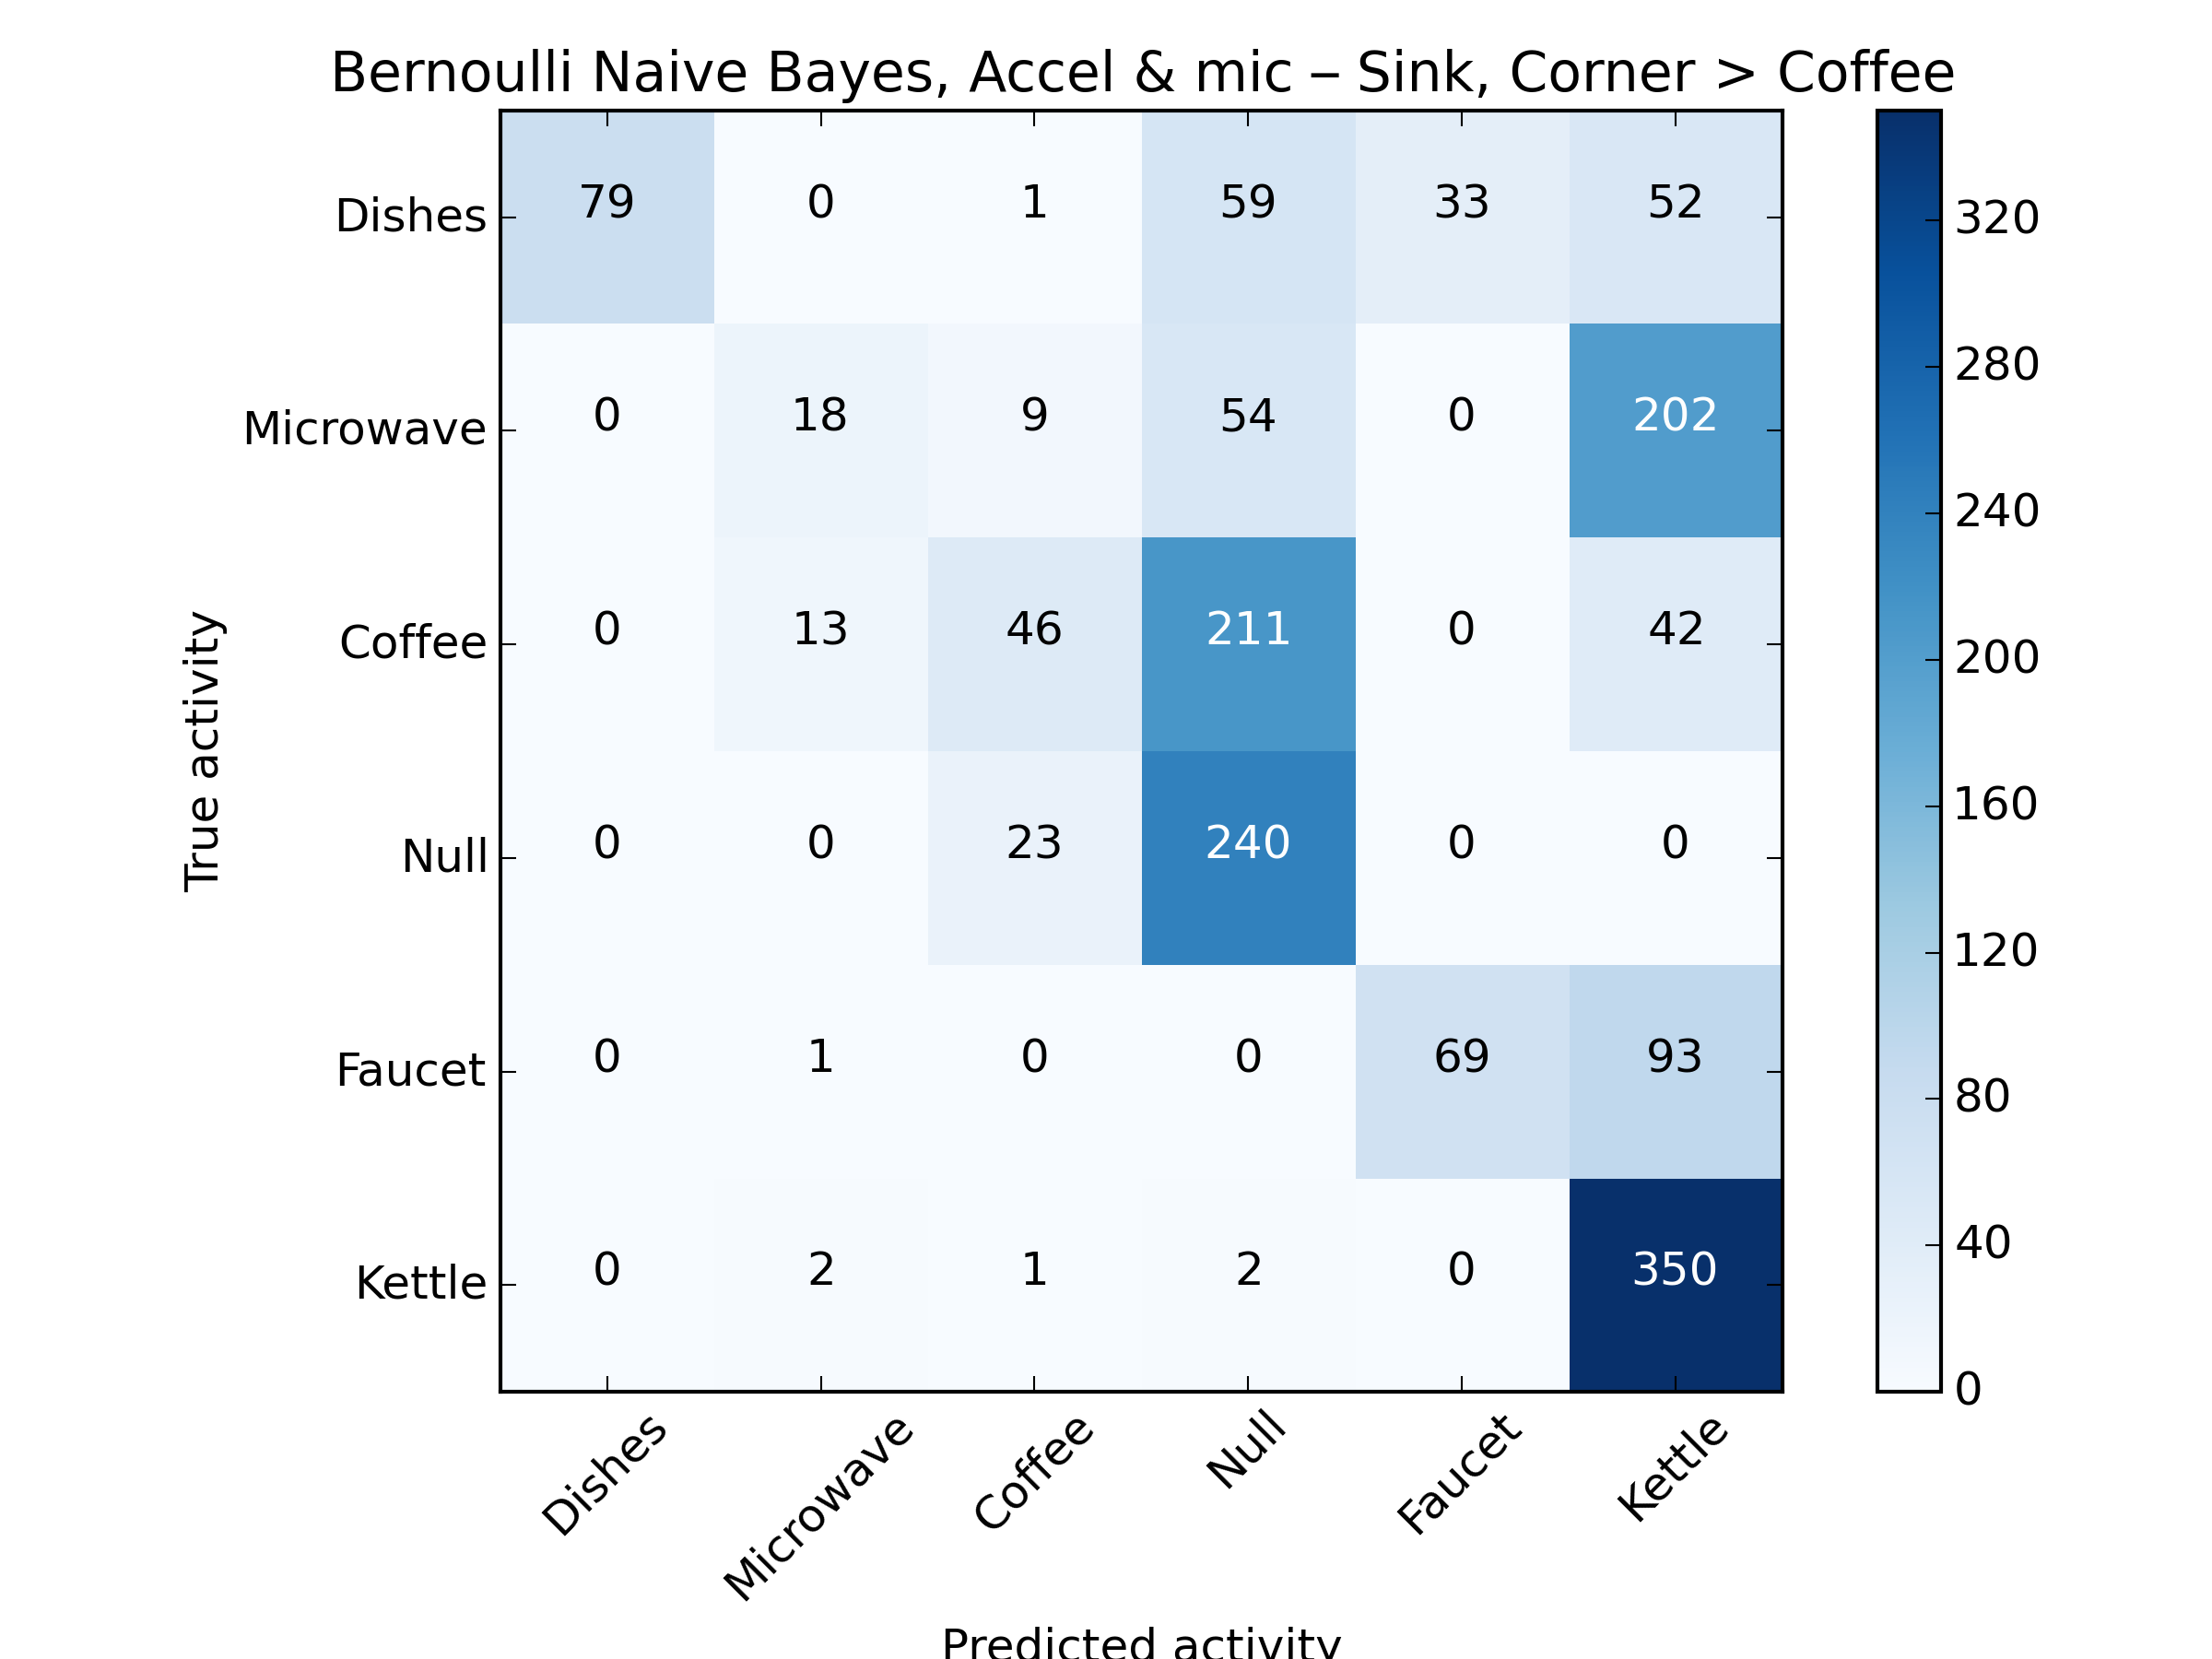 Bernoulli Naive Bayes, Accel & mic – Sink, Corner > Coffee
Dishes 79 0 1 59 33 52
Microwave 0 18 9 54 0 202
Coffee 0 13 46 211 0 42
Null 0 0 23 240 0 0
Faucet 0 1 0 0 69 93
Kettle 0 2 1 2 0 350
True activity
Dishes Microwave Coffee Null Faucet Kettle
Predicted activity
320
280
240
200
160
120
80
40
0